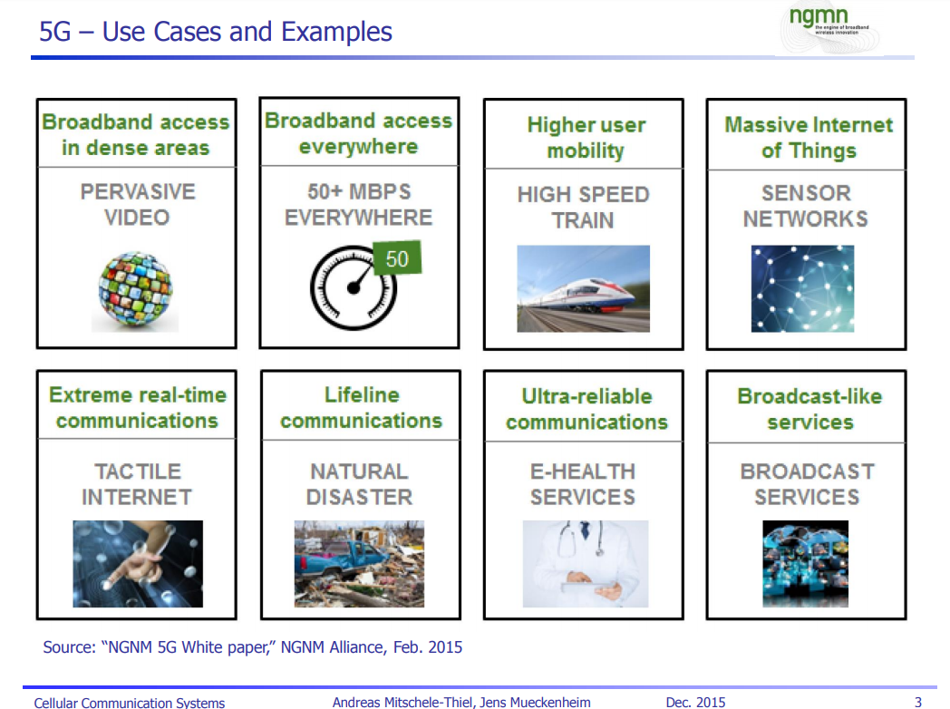 5G – Use Cases and Examples
ngmn
the engine of broadband
wireless innovation
Broadband access
in dense areas
PERVASIVE
VIDEO
Broadband access
everywhere
50+ MBPS
EVERYWHERE
50
Higher user
mobility
HIGH SPEED
TRAIN
Massive Internet
of Things
SENSOR
NETWORKS
Extreme real-time
communications
TACTILE
INTERNET
Lifeline
communications
NATURAL
DISASTER
Ultra-reliable
communications
E-HEALTH
SERVICES
Broadcast-like
services
BROADCAST
SERVICES
Source: “NGNM 5G White paper,” NGNM Alliance, Feb. 2015
Cellular Communication Systems
Andreas Mitschele-Thiel, Jens Mueckenheim
Dec. 2015
3